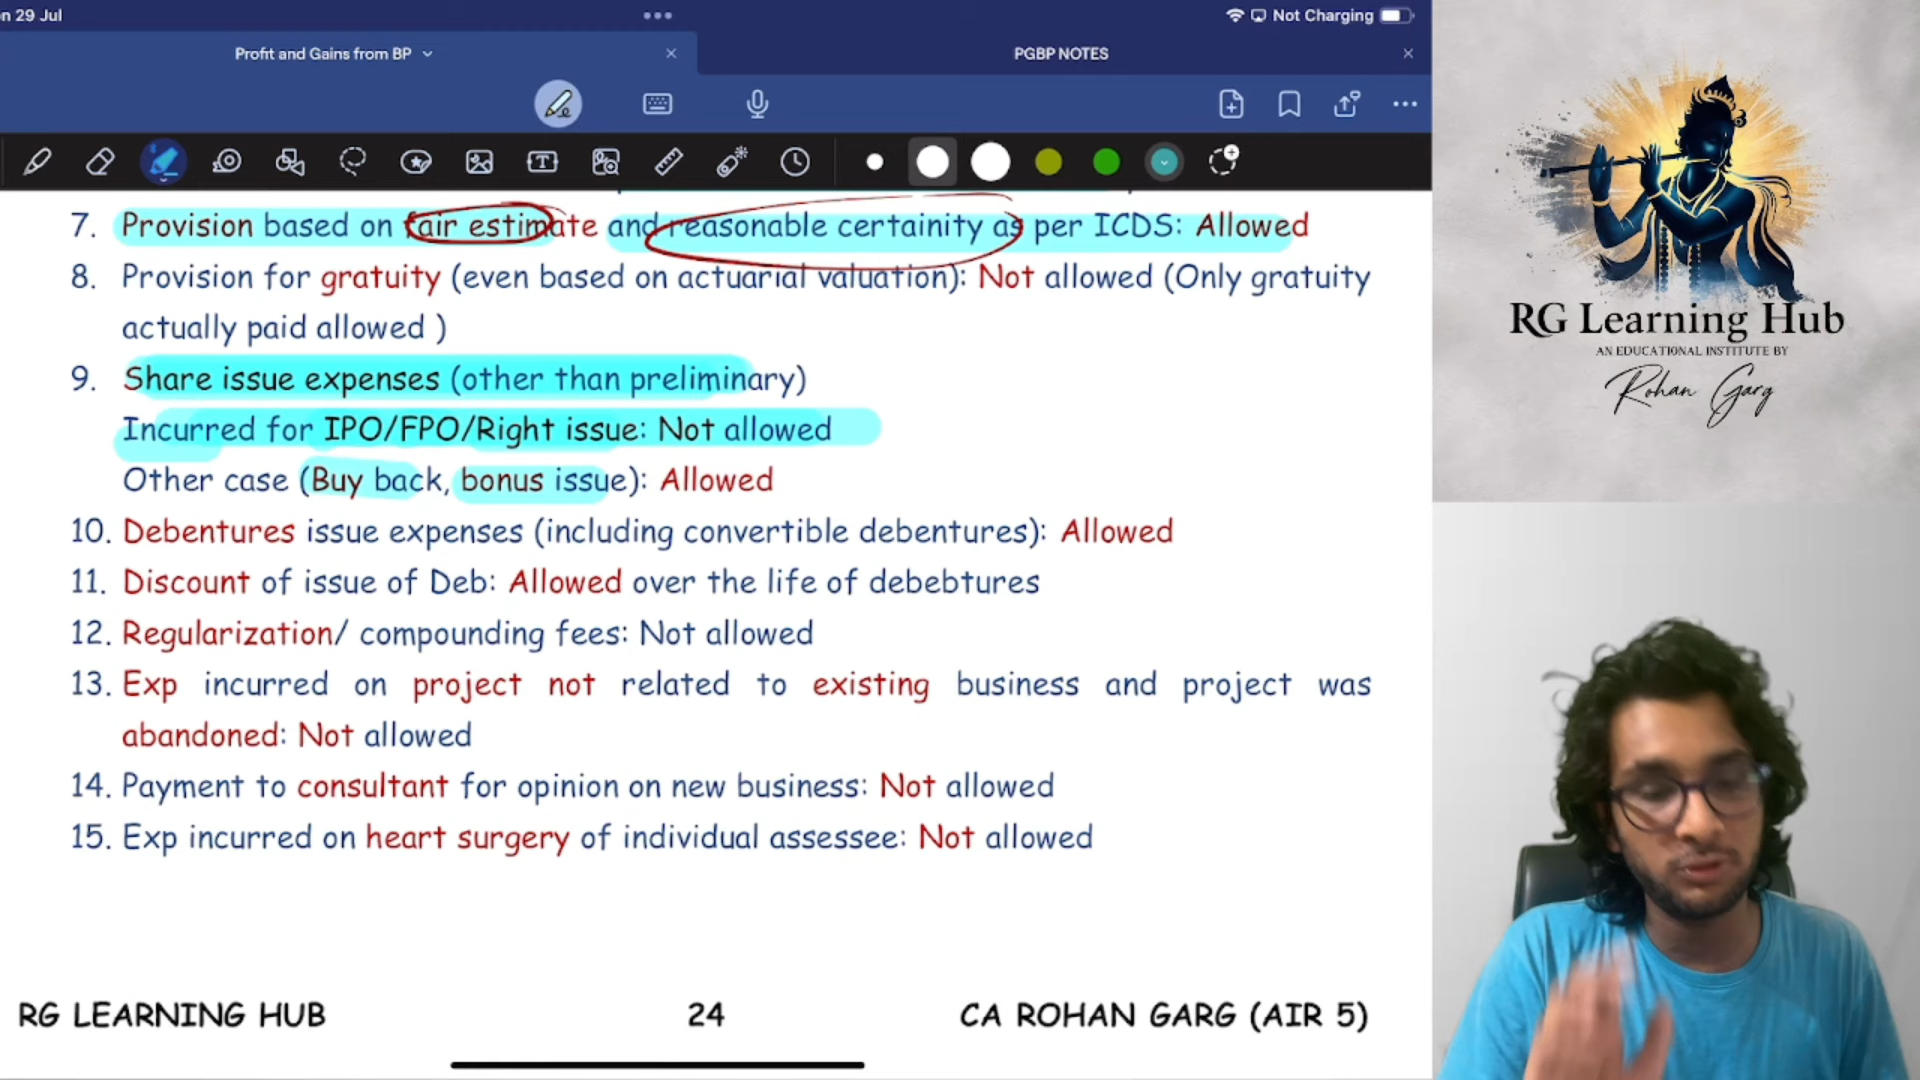 n 29 Jul
Not Charging
Profit and Gains from BP
PGBP NOTES
7. Provision based on fair estimate and reasonable certainity as per ICDS: Allowed
8. Provision for gratuity (even based on actuarial valuation): Not allowed (Only gratuity
actually paid allowed )
9. Share issue expenses (other than preliminary)
Incurred for IPO/FPO/Right issue: Not allowed
Other case (Buy back, bonus issue): Allowed
10. Debentures issue expenses (including convertible debentures): Allowed
11. Discount of issue of Deb: Allowed over the life of debebtures
12. Regularization/ compounding fees: Not allowed
13. Exp incurred on project not related to existing business and project was
abandoned: Not allowed
14. Payment to consultant for opinion on new business: Not allowed
15. Exp incurred on heart surgery of individual assessee: Not allowed
RG LEARNING HUB 24 CA ROHAN GARG (AIR 5)
RG Learning Hub
AN EDUCATIONAL INSTITUTE BY
Rohan Garg